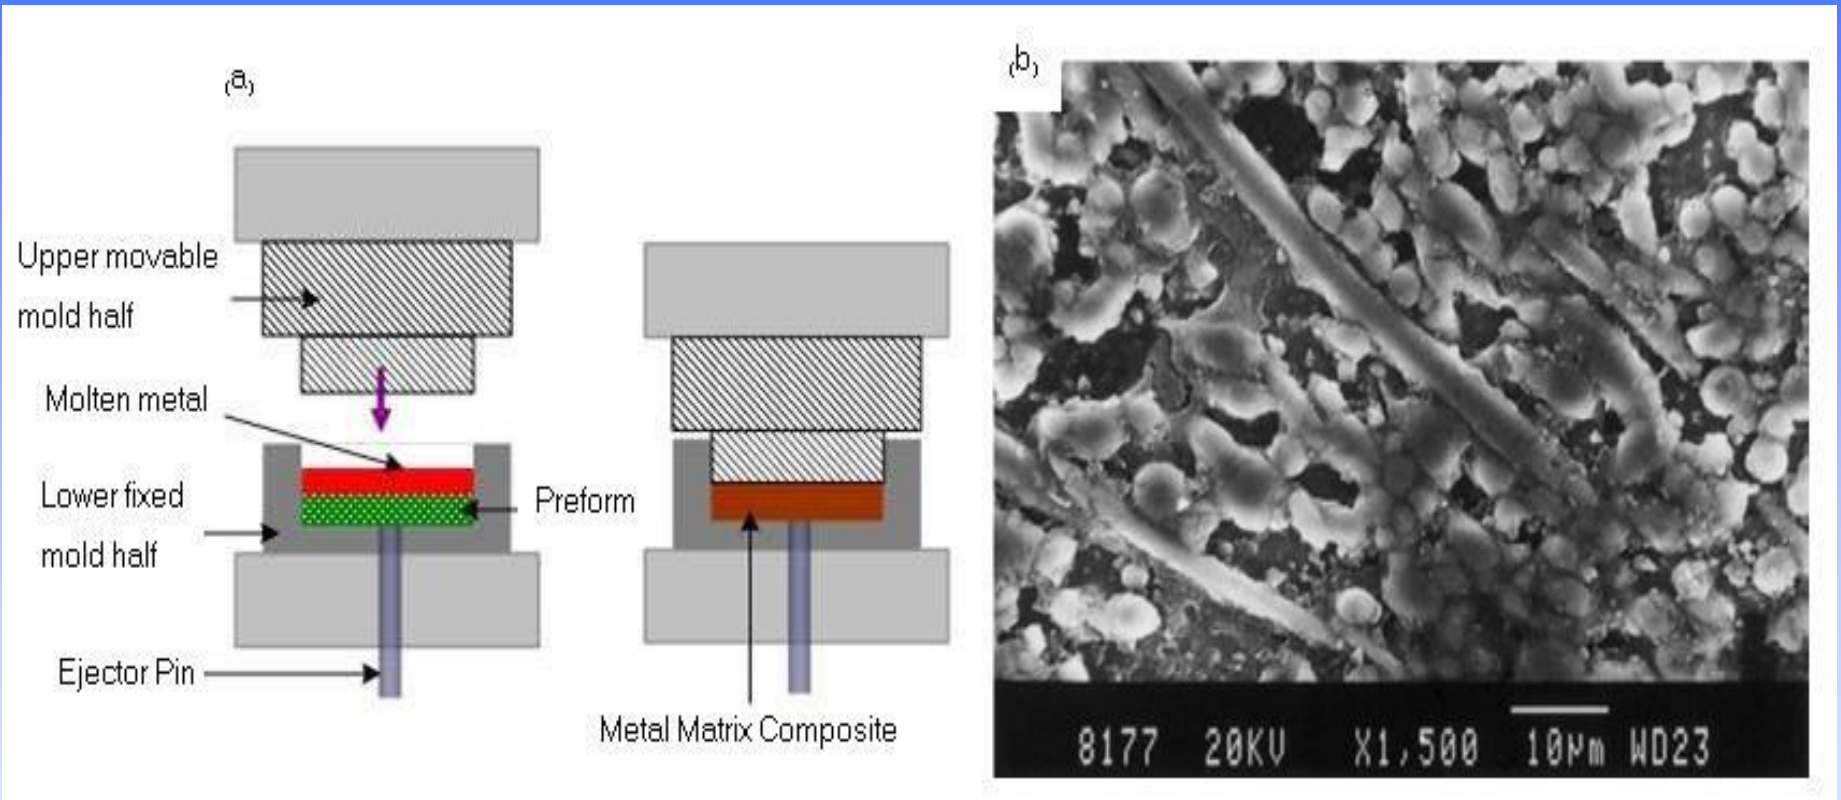 (a)
Upper movable
mold half
Molten metal
Lower fixed
mold half
Preform
Ejector Pin
Metal Matrix Composite
(b)
8177 20KV X1,500 10µm WD23